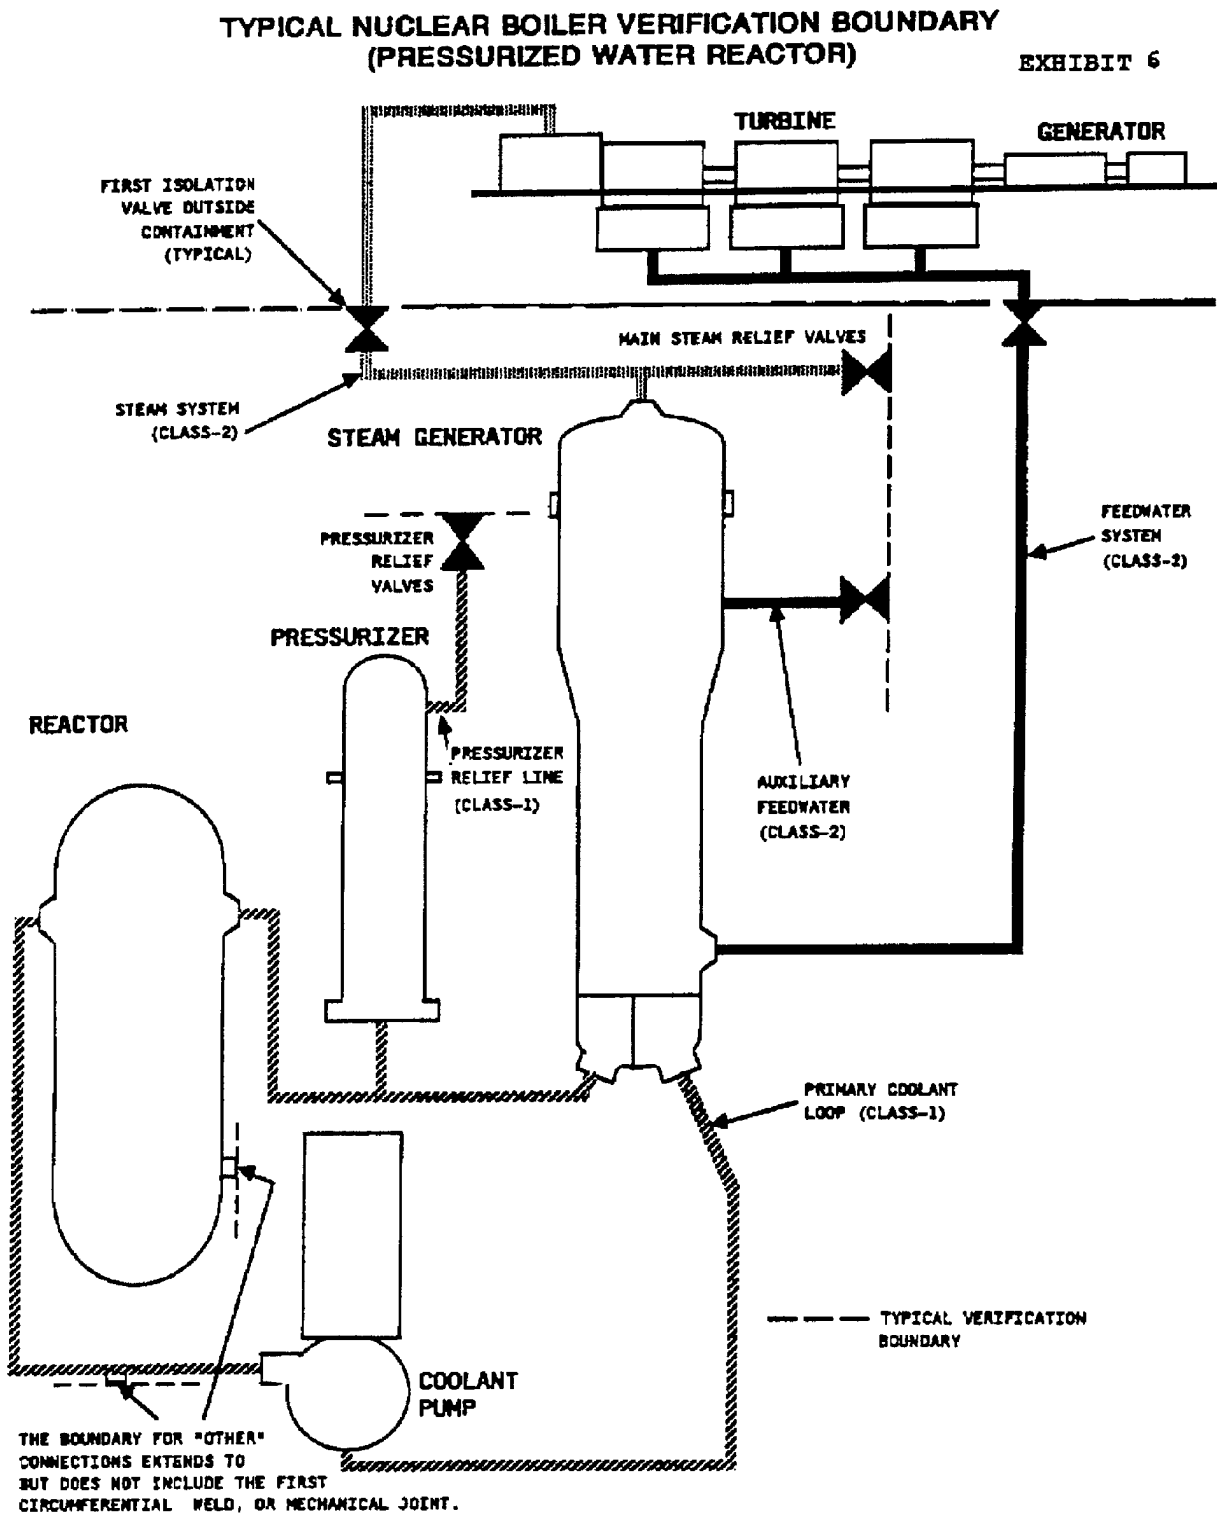 TYPICAL NUCLEAR BOILER VERIFICATION BOUNDARY
(PRESSURIZED WATER REACTOR)
EXHIBIT 6
TURBINE
GENERATOR
FIRST ISOLATION
VALVE OUTSIDE
CONTAINMENT
(TYPICAL)
MAIN STEAM RELIEF VALVES
STEAM SYSTEM
(CLASS-2)
STEAM GENERATOR
FEEDWATER
SYSTEM
(CLASS-2)
PRESSURIZER
RELIEF
VALVES
PRESSURIZER
REACTOR
PRESSURIZER
RELIEF LINE
(CLASS-1)
AUXILIARY
FEEDWATER
(CLASS-2)
PRIMARY COOLANT
LOOP (CLASS-1)
TYPICAL VERIFICATION
BOUNDARY
COOLANT
PUMP
THE BOUNDARY FOR "OTHER"
CONNECTIONS EXTENDS TO
BUT DOES NOT INCLUDE THE FIRST
CIRCUMFERENTIAL WELD, OR MECHANICAL JOINT.